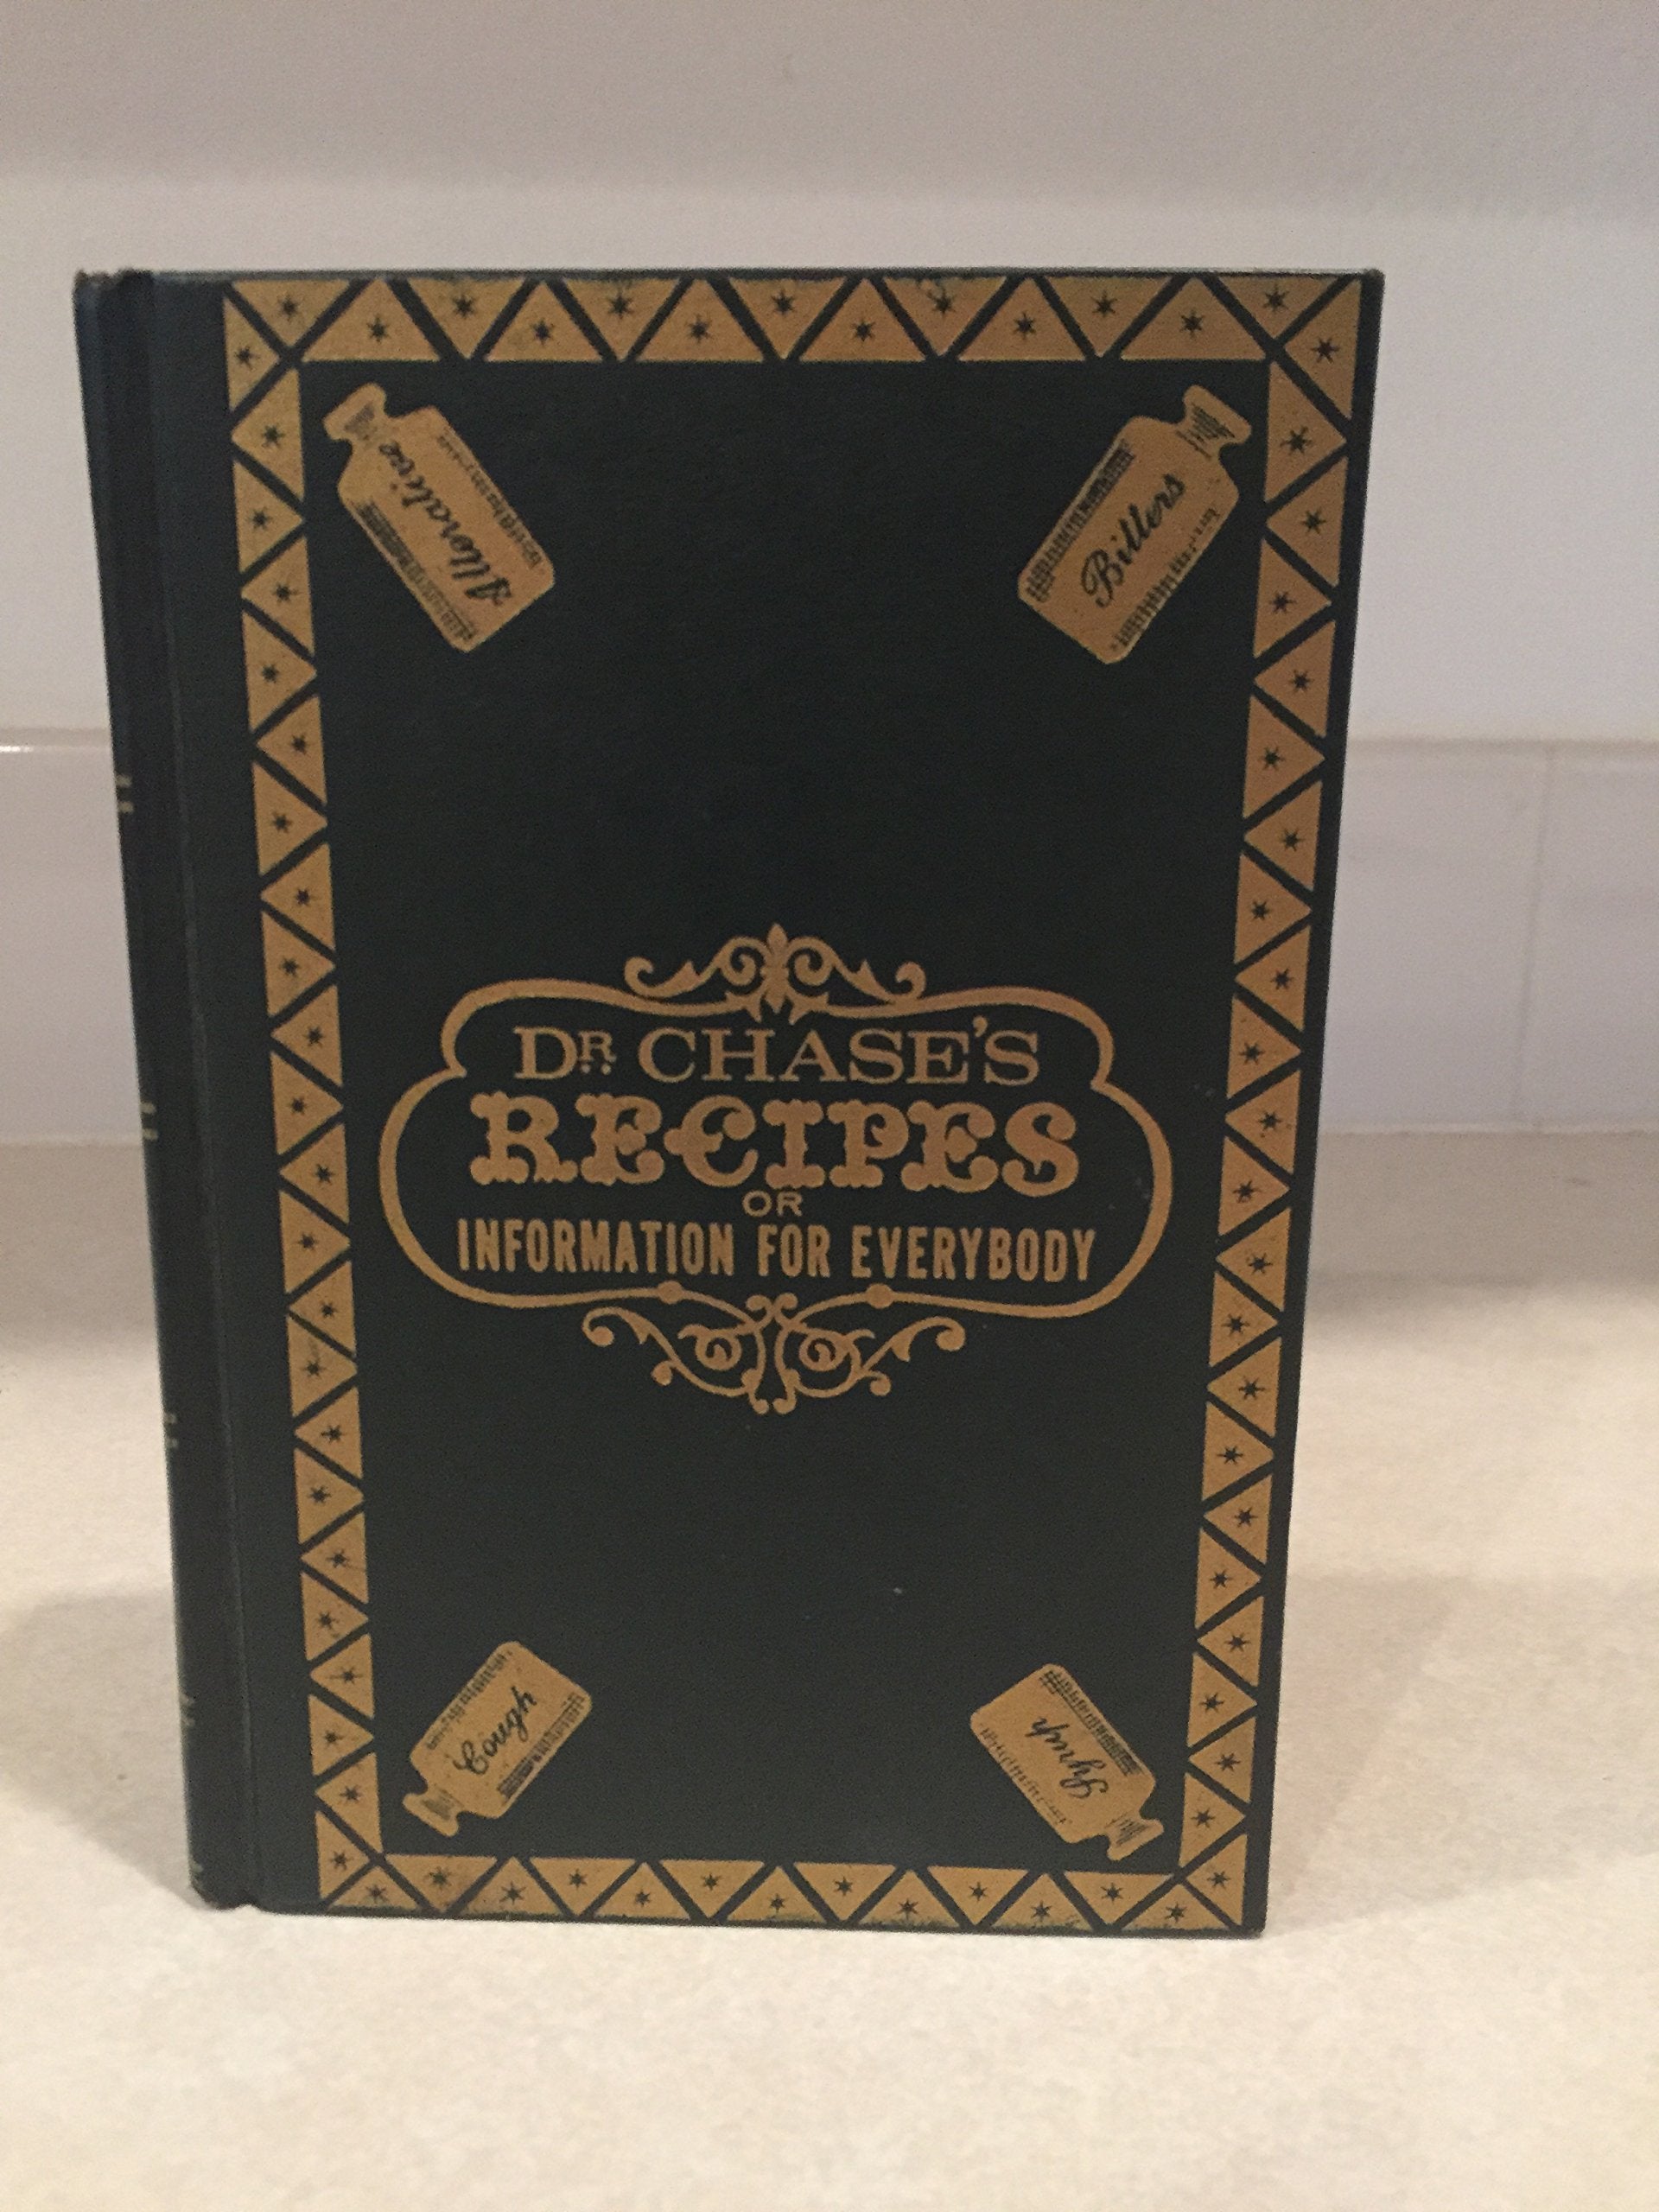 Alterative
Bitters
DR. CHASE'S
RECIPES
OR
INFORMATION FOR EVERYBODY
Cough
Syrup